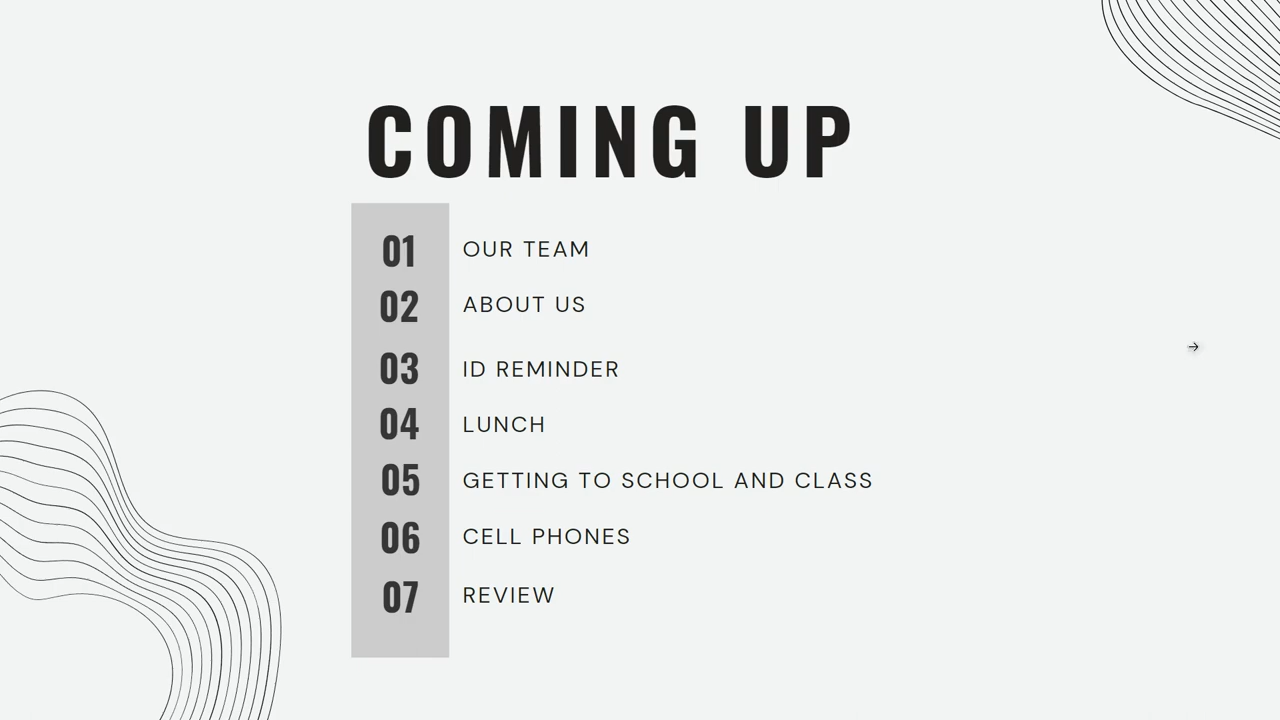 COMING UP
01 OUR TEAM
02 ABOUT US
03 ID REMINDER
04 LUNCH
05 GETTING TO SCHOOL AND CLASS
06 CELL PHONES
07 REVIEW